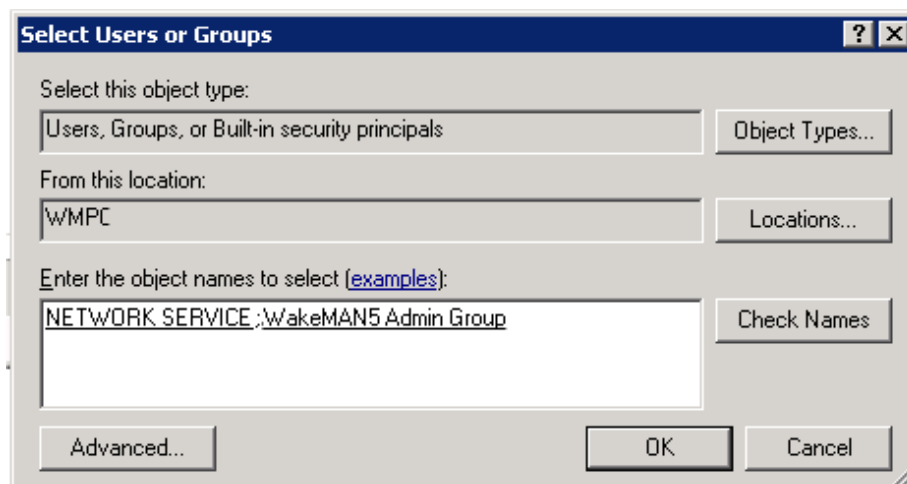 Select Users or Groups
Select this object type:
Users, Groups, or Built-in security principals
Object Types...
From this location:
WMPC
Locations...
Enter the object names to select (examples):
NETWORK SERVICE ;;WakeMAN5 Admin Group
Check Names
Advanced...
OK
Cancel